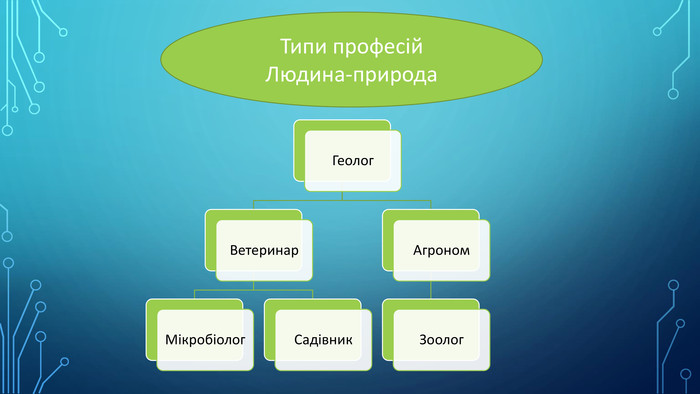 Типи професій
Людина-природа
Геолог
Ветеринар
Агроном
Мікробіолог
Садівник
Зоолог